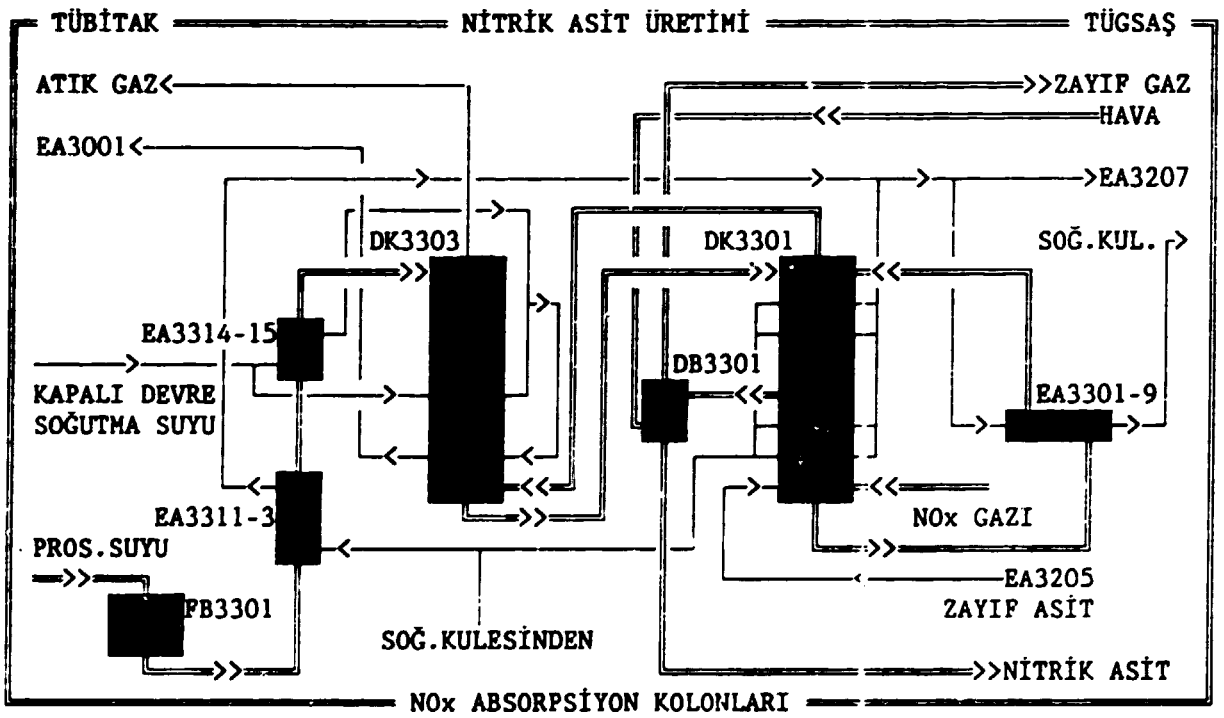 TÜBİTAK NİTRİK ASİT ÜRETİMİ TÜGSAŞ
ATIK GAZ
ZAYIF GAZ
HAVA
EA3001
EA3207
DK3303
DK3301
SOĞ.KUL.
EA3314-15
DB3301
KAPALI DEVRE
SOĞUTMA SUYU
EA3301-9
EA3311-3
NOx GAZI
PROS.SUYU
EA3205
ZAYIF ASİT
FB3301
SOĞ.KULESİNDEN
NİTRİK ASİT
NOx ABSORPSİYON KOLONLARI